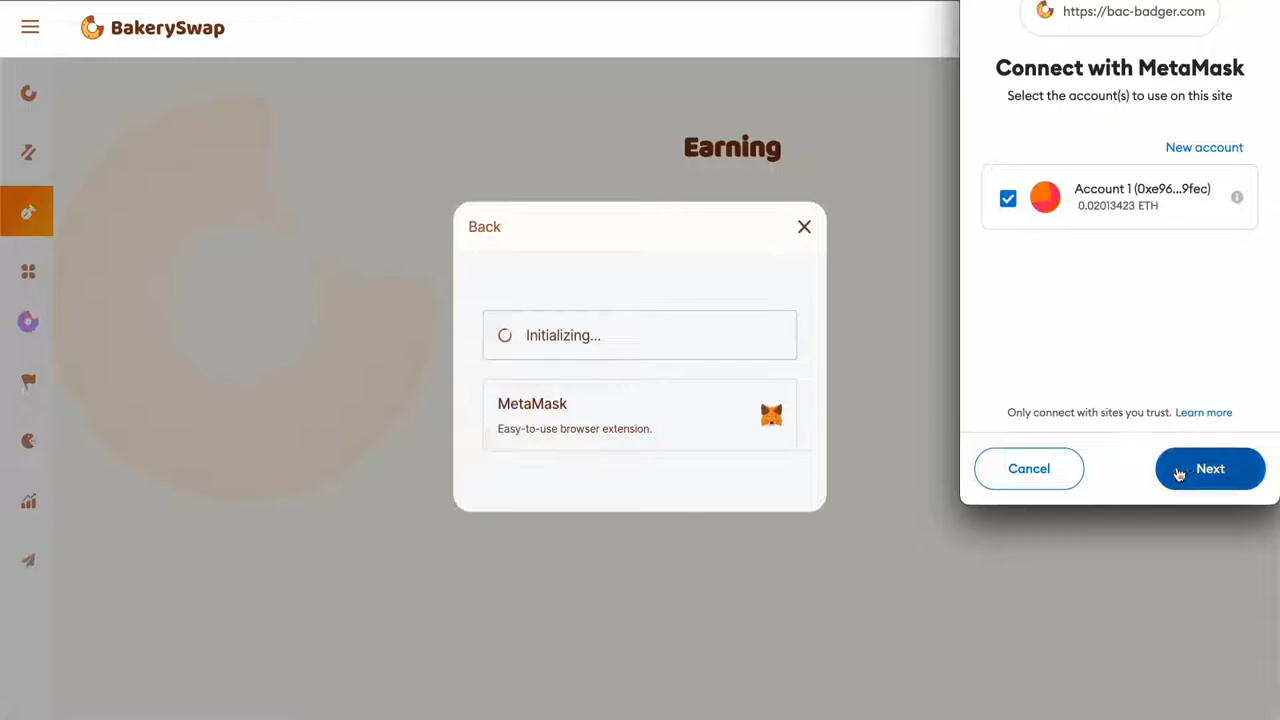 BakerySwap
Earning
Back
Initializing...
MetaMask
Easy-to-use browser extension.
https://bac-badger.com
Connect with MetaMask
Select the account(s) to use on this site
New account
Account 1 (0xe96...9fec)
0.02013423 ETH
Only connect with sites you trust. Learn more
Cancel
Next